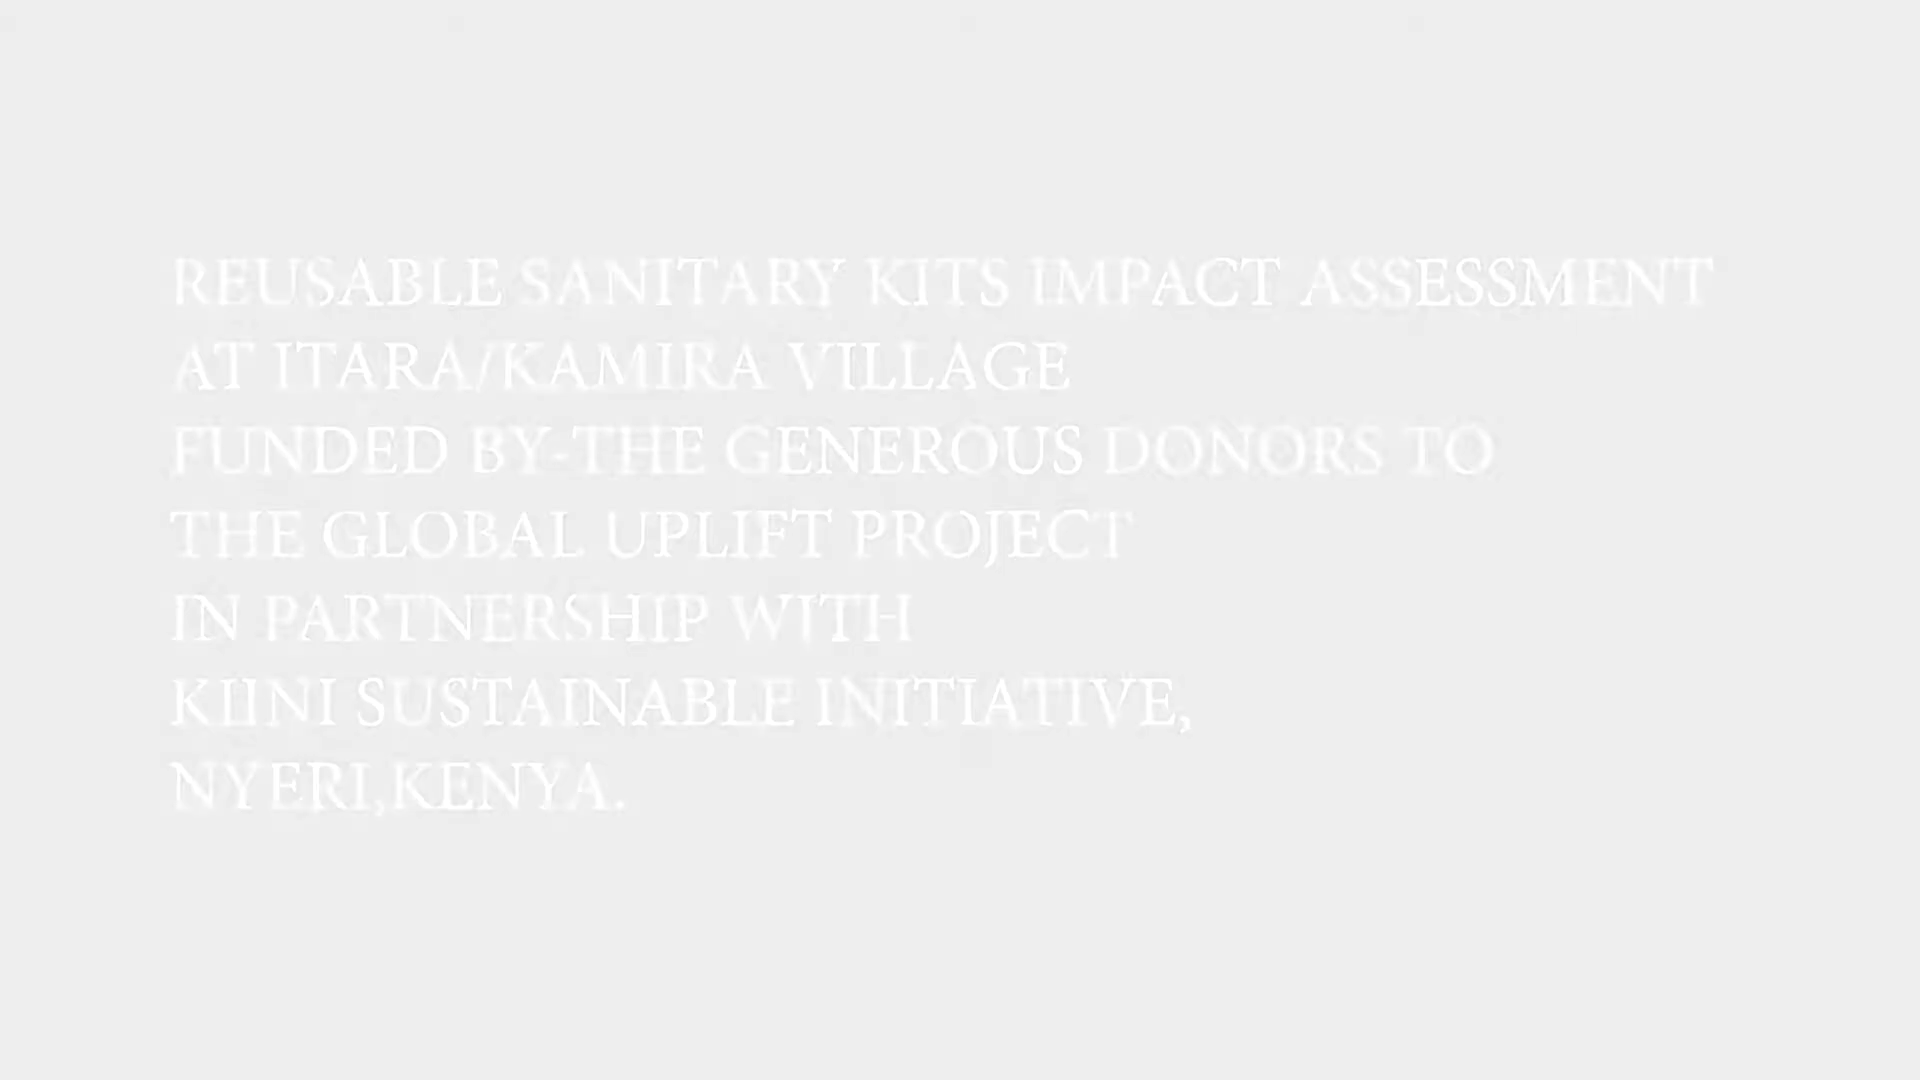 REUSABLE SANITARY KITS IMPACT ASSESSMENT
AT ITARA/KAMIRA VILLAGE
FUNDED BY-THE GENEROUS DONORS TO
THE GLOBAL UPLIFT PROJECT
IN PARTNERSHIP WITH
KIINI SUSTAINABLE INITIATIVE,
NYERI,KENYA.